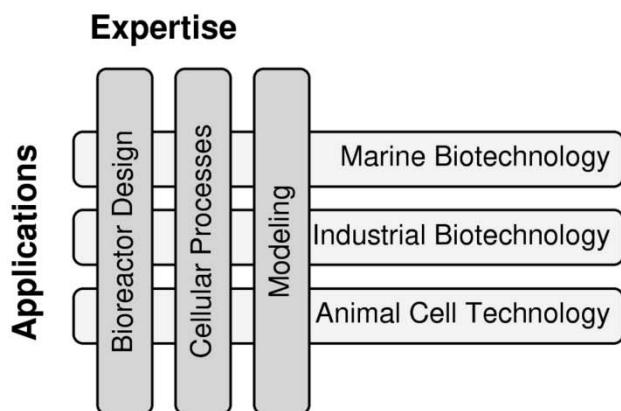 Expertise
Applications
Bioreactor Design
Cellular Processes
Modeling
Marine Biotechnology
Industrial Biotechnology
Animal Cell Technology